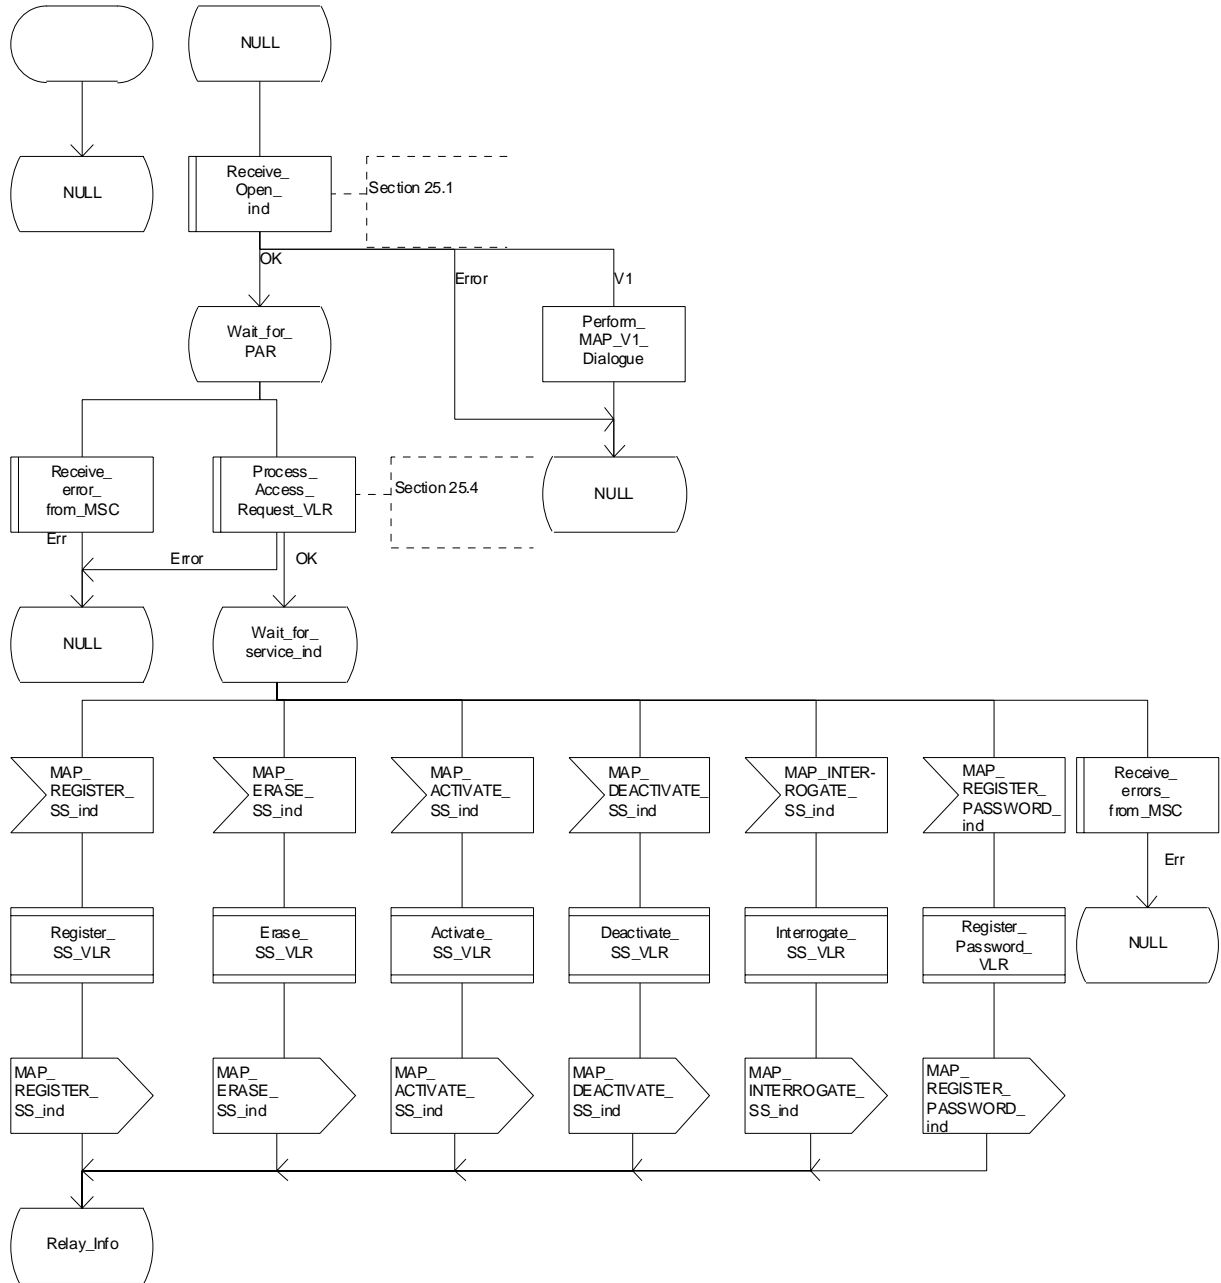 NULL
NULL
Receive_
Open_
ind
Section 25.1
OK
Error
V1
Wait_for_
PAR
Perform_
MAP_V1_
Dialogue
Receive_
error_
from_MSC
Process_
Access_
Request_VLR
Section 25.4
NULL
Err
Error
OK
NULL
Wait_for_
service_ind
MAP_
REGISTER_
SS_ind
MAP_
ERASE_
SS_ind
MAP_
ACTIVATE_
SS_ind
MAP_
DEACTIVATE_
SS_ind
MAP_INTER-
ROGATE_
SS_ind
MAP_
REGISTER_
PASSWORD_
ind
Receive_
errors_
from_MSC
Err
Register_
SS_VLR
Erase_
SS_VLR
Activate_
SS_VLR
Deactivate_
SS_VLR
Interrogate_
SS_VLR
Register_
Password_
VLR
NULL
MAP_
REGISTER_
SS_ind
MAP_
ERASE_
SS_ind
MAP_
ACTIVATE_
SS_ind
MAP_
DEACTIVATE_
SS_ind
MAP_
INTERROGATE_
SS_ind
MAP_
REGISTER_
PASSWORD_
ind
Relay_Info